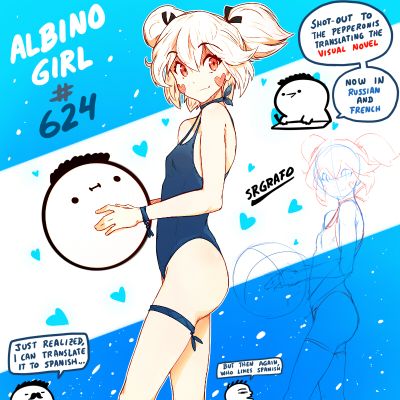 ALBINO
GIRL
#
624
SHOT-OUT TO
THE PEPPERONIS
TRANSLATING THE
VISUAL NOVEL
NOW IN
RUSSIAN
AND
FRENCH
SRGRAFO
JUST REALIZED,
I CAN TRANSLATE
IT TO SPANISH...
BUT THEN AGAIN,
WHO LIKES SPANISH